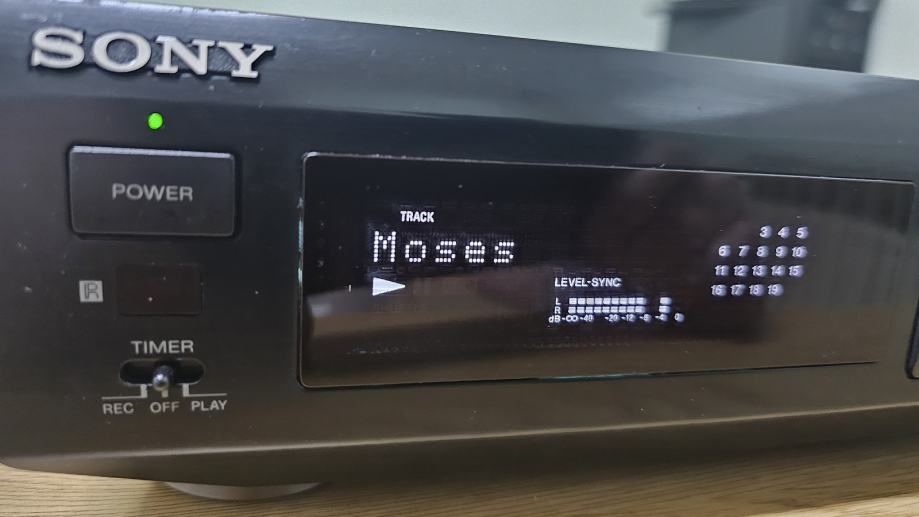 SONY
POWER
TRACK
Moses
3 4 5
6 7 8 9 10
11 12 13 14 15
16 17 18 19
LEVEL-SYNC
L
R
dB -∞ -40 -20 -12 -6 -4 0
R
TIMER
REC OFF PLAY